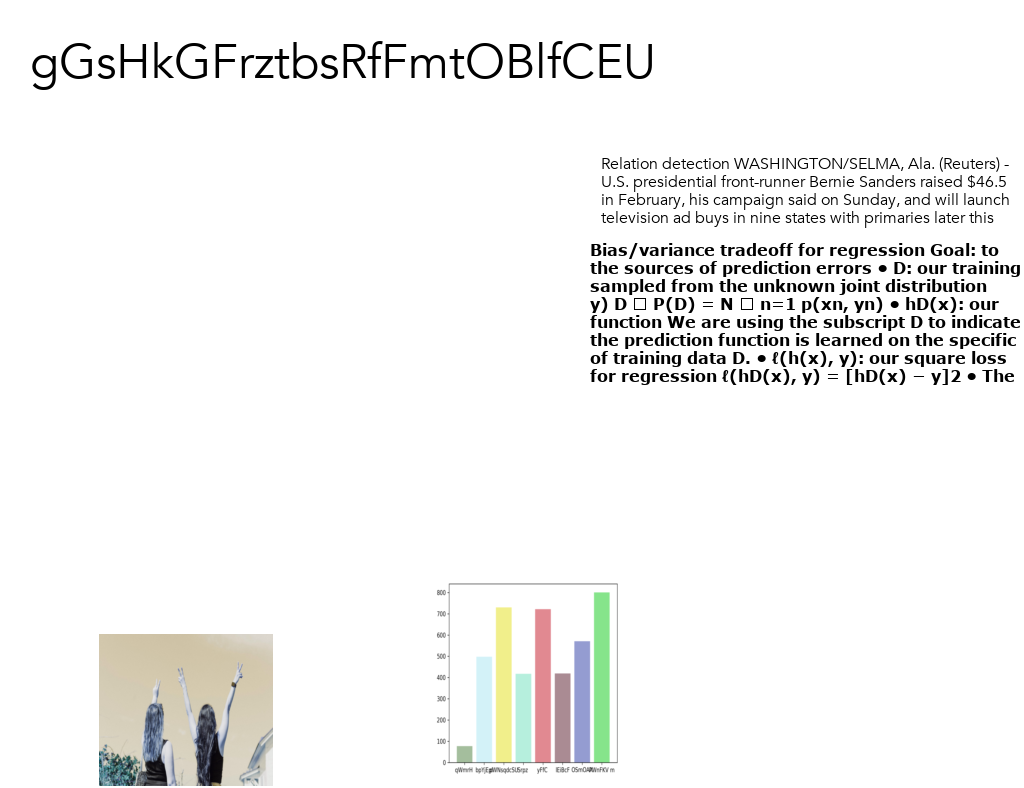 gGsHkGFrztbsRfFmtOBlfCEU
Relation detection WASHINGTON/SELMA, Ala. (Reuters) -
U.S. presidential front-runner Bernie Sanders raised $46.5
in February, his campaign said on Sunday, and will launch
television ad buys in nine states with primaries later this
Bias/variance tradeoff for regression Goal: to
the sources of prediction errors • D: our training
sampled from the unknown joint distribution
y) D □ P(D) = N □ n=1 p(xn, yn) • hD(x): our
function We are using the subscript D to indicate
the prediction function is learned on the specific
of training data D. • ℓ(h(x), y): our square loss
for regression ℓ(hD(x), y) = [hD(x) − y]2 • The
800
700
600
500
400
300
200
100
0
qWmrH yFfC IEiBcF